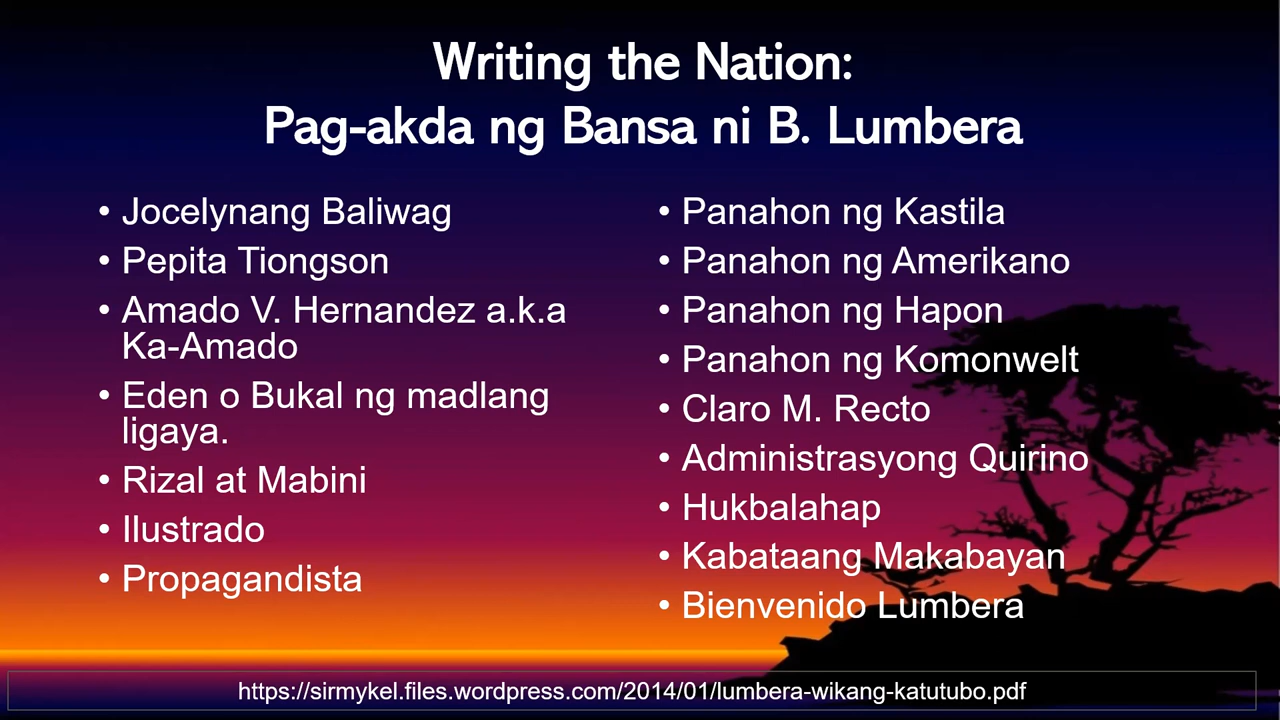 Writing the Nation:
Pag-akda ng Bansa ni B. Lumbera
• Jocelynang Baliwag
• Pepita Tiongson
• Amado V. Hernandez a.k.a
Ka-Amado
• Eden o Bukal ng madlang
ligaya.
• Rizal at Mabini
• Ilustrado
• Propagandista
• Panahon ng Kastila
• Panahon ng Amerikano
• Panahon ng Hapon
• Panahon ng Komonwelt
• Claro M. Recto
• Administrasyong Quirino
• Hukbalahap
• Kabataang Makabayan
• Bienvenido Lumbera
https://sirmykel.files.wordpress.com/2014/01/lumbera-wikang-katutubo.pdf